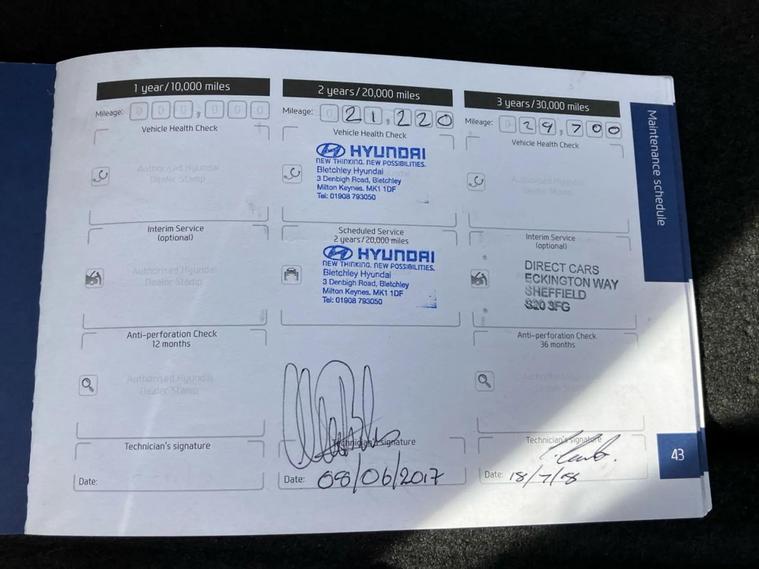 1 year/10,000 miles
Mileage: 000,000
Vehicle Health Check
Authorised Hyundai
Dealer Stamp
Interim Service
(optional)
Authorised Hyundai
Dealer Stamp
Anti-perforation Check
12 months
Authorised Hyundai
Dealer Stamp
Technician's signature
Date:
2 years/20,000 miles
Mileage: 021,220
Vehicle Health Check
HYUNDAI
NEW THINKING. NEW POSSIBILITIES.
Bletchley Hyundai
3 Denbigh Road, Bletchley
Milton Keynes. MK1 1DF
Tel: 01908 793050
Scheduled Service
2 years/20,000 miles
HYUNDAI
NEW THINKING. NEW POSSIBILITIES.
Bletchley Hyundai
3 Denbigh Road, Bletchley
Milton Keynes. MK1 1DF
Tel: 01908 793050
Technician's signature
Date: 08/06/2017
3 years/30,000 miles
Mileage: 029,700
Vehicle Health Check
Authorised Hyundai
Dealer Stamp
Interim Service
(optional)
DIRECT CARS
ECKINGTON WAY
SHEFFIELD
S20 3FG
Anti-perforation Check
36 months
Technician's signature
Date: 18/7/18
Maintenance schedule
43